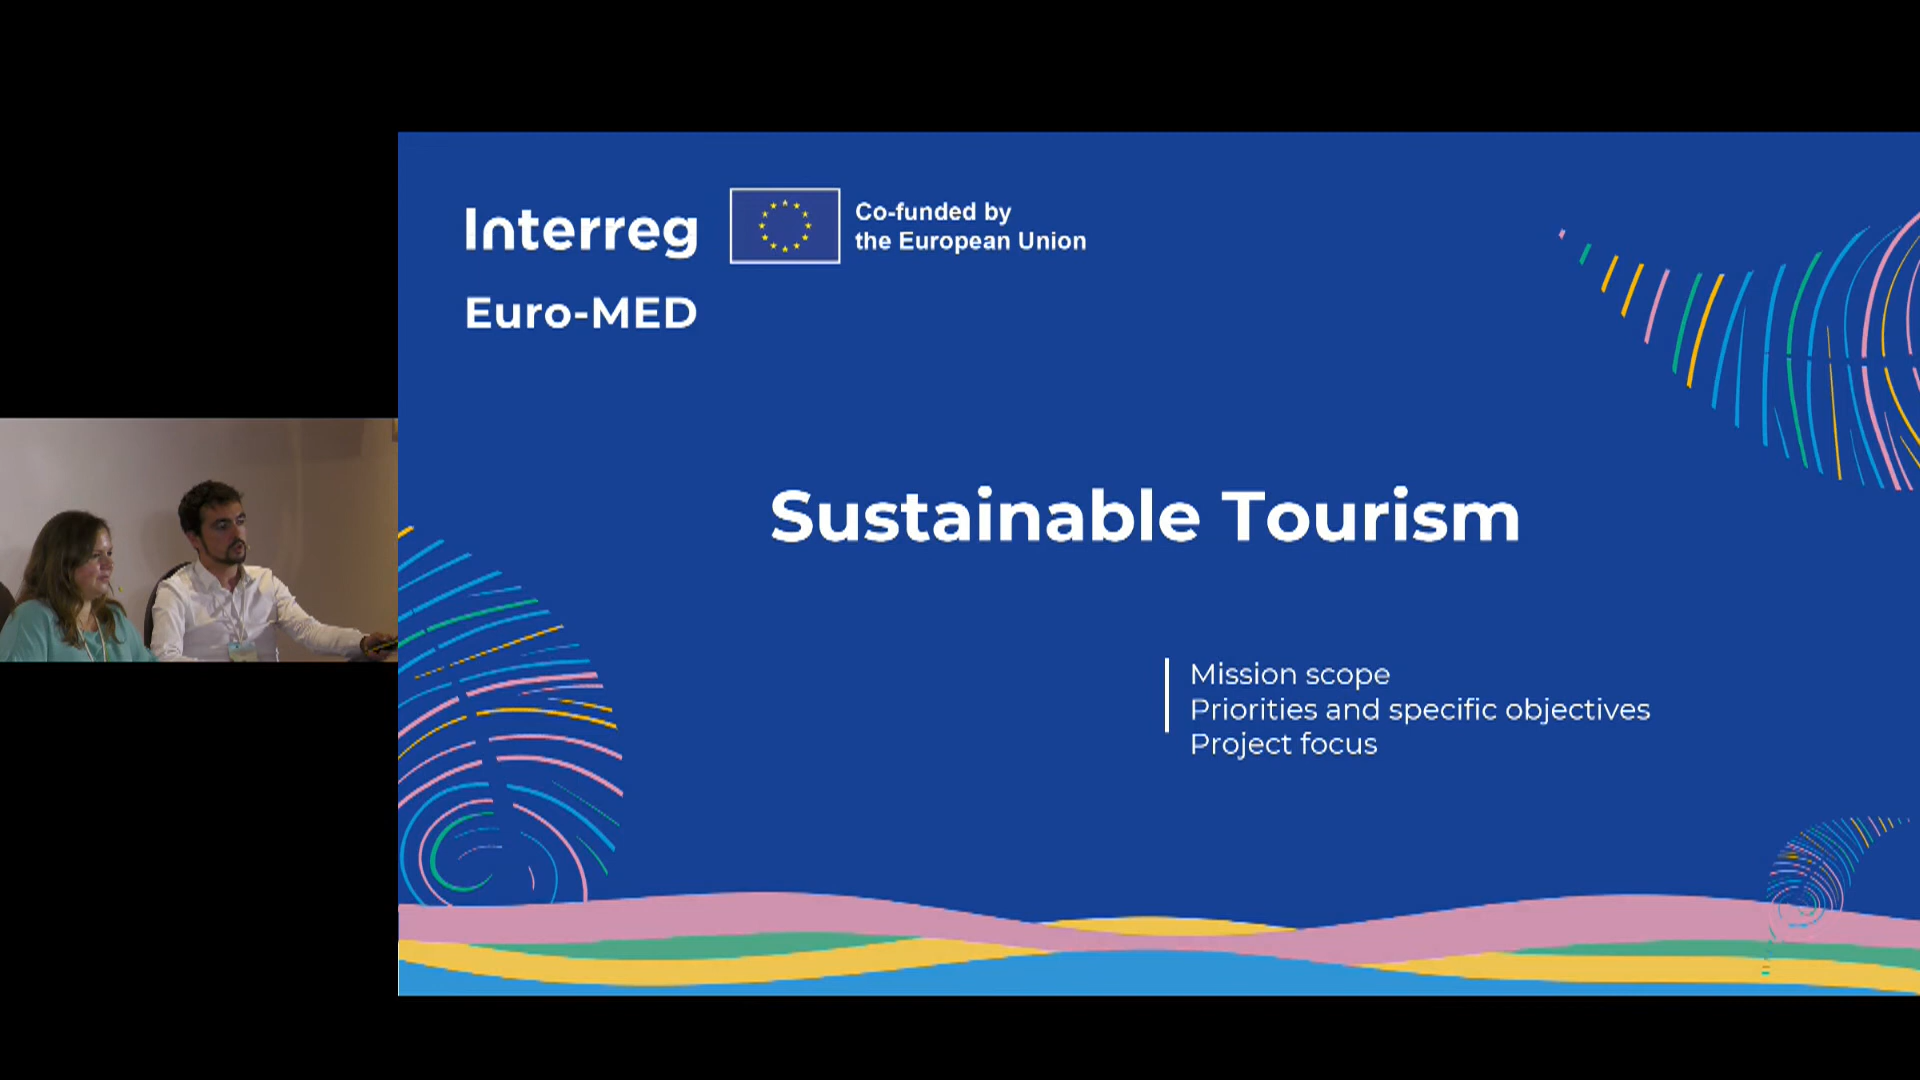 Interreg
Co-funded by
the European Union
Euro-MED
Sustainable Tourism
Mission scope
Priorities and specific objectives
Project focus